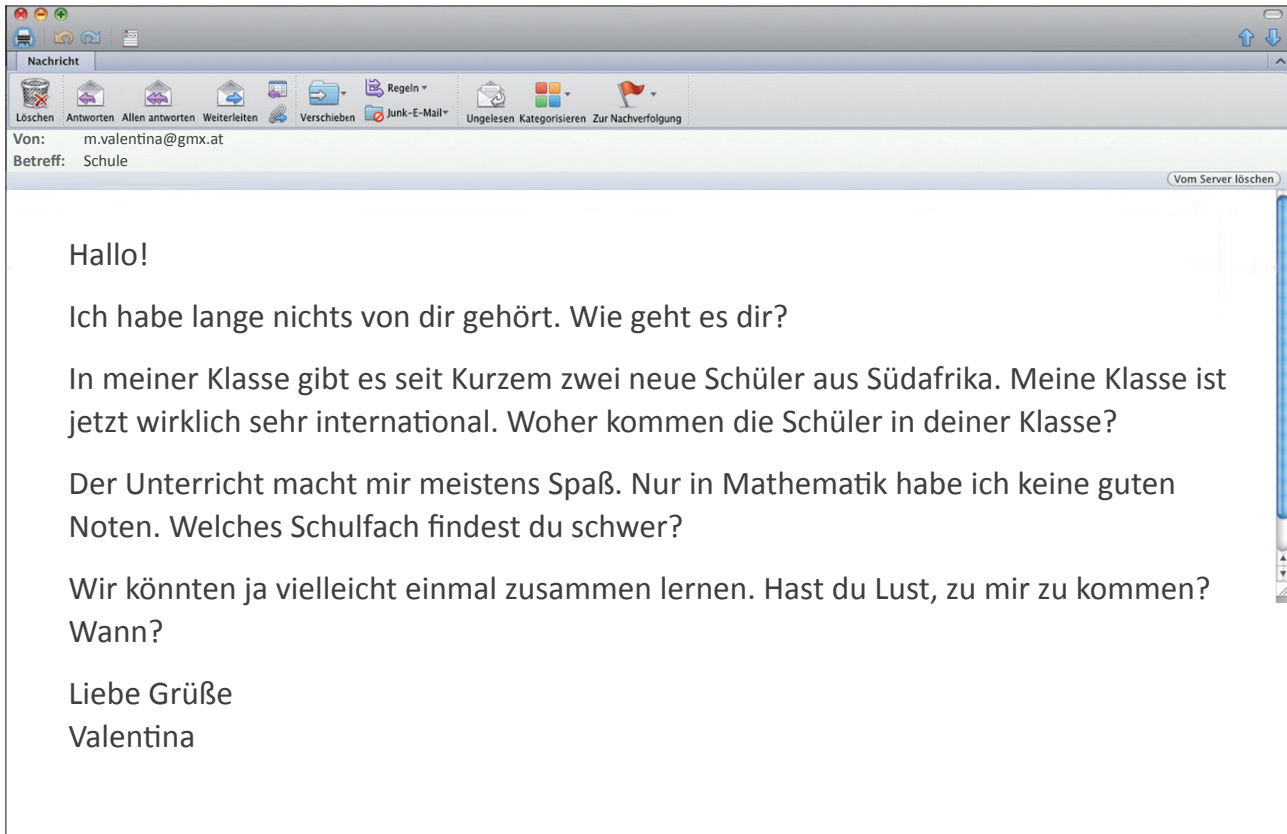 Nachricht
Regeln
Junk-E-Mail
Löschen Antworten Allen antworten Weiterleiten Verschieben Ungelesen Kategorisieren Zur Nachverfolgung
Von: m.valentina@gmx.at
Betreff: Schule
Vom Server löschen
Hallo!
Ich habe lange nichts von dir gehört. Wie geht es dir?
In meiner Klasse gibt es seit Kurzem zwei neue Schüler aus Südafrika. Meine Klasse ist
jetzt wirklich sehr international. Woher kommen die Schüler in deiner Klasse?
Der Unterricht macht mir meistens Spaß. Nur in Mathematik habe ich keine guten
Noten. Welches Schulfach findest du schwer?
Wir könnten ja vielleicht einmal zusammen lernen. Hast du Lust, zu mir zu kommen?
Wann?
Liebe Grüße
Valentina